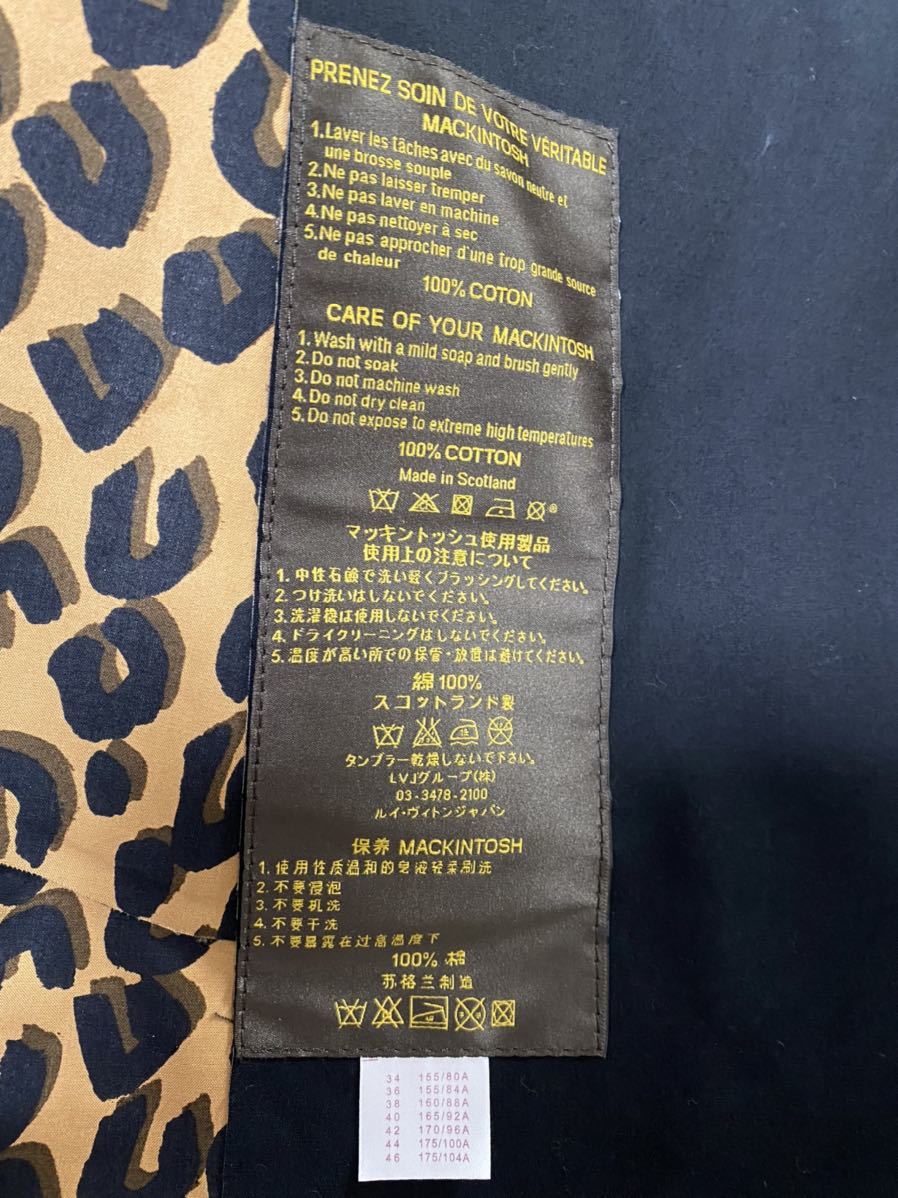 PRENEZ SOIN DE VOTRE VÉRITABLE
MACKINTOSH
1.Laver les tâches avec du savon neutre et
une brosse souple
2.Ne pas laisser tremper
3.Ne pas laver en machine
4.Ne pas nettoyer à sec
5.Ne pas approcher d'une trop grande source
de chaleur
100% COTON
CARE OF YOUR MACKINTOSH
1. Wash with a mild soap and brush gently
2. Do not soak
3. Do not machine wash
4. Do not dry clean
5. Do not expose to extreme high temperatures
100% COTTON
Made in Scotland
マッキントッシュ使用製品
使用上の注意について
1. 中性石鹸で洗い軽くブラッシングしてください。
2. つけ洗いはしないでください。
3. 洗濯機は使用しないでください。
4. ドライクリーニングはしないでください。
5. 温度が高い所での保管・放置は避けてください。
綿 100%
スコットランド製
タンブラー乾燥しないで下さい。
LVJグループ(株)
03-3478-2100
ルイ・ヴィトンジャパン
保养 MACKINTOSH
1. 使用性质温和的皂液轻柔刷洗
2. 不要浸泡
3. 不要机洗
4. 不要干洗
5. 不要暴露在过高温度下
100% 棉
苏格兰制造
34 155/80A
36 155/84A
38 160/88A
40 165/92A
42 170/96A
44 175/100A
46 175/104A